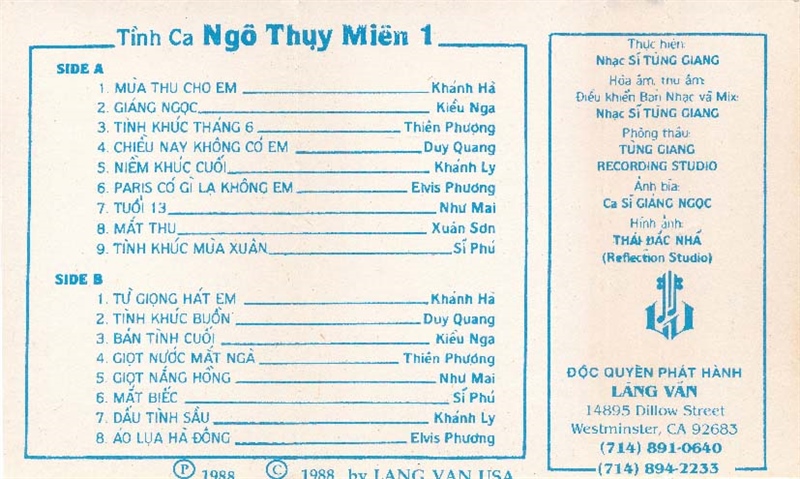 Tình Ca Ngô Thụy Miên 1
SIDE A
1. MÙA THU CHO EM Khánh Hà
2. GIÁNG NGỌC Kiều Nga
3. TÌNH KHÚC THÁNG 6 Thiên Phượng
4. CHIỀU NAY KHÔNG CÓ EM Duy Quang
5. NIỀM KHÚC CUỐI Khánh Ly
6. PARIS CÓ GÌ LẠ KHÔNG EM Elvis Phương
7. TUỔI 13 Như Mai
8. MẮT THU Xuân Sơn
9. TÌNH KHÚC MÙA XUÂN Sĩ Phú
SIDE B
1. TỪ GIỌNG HÁT EM Khánh Hà
2. TÌNH KHÚC BUỒN Duy Quang
3. BẢN TÌNH CUỐI Kiều Nga
4. GIỌT NƯỚC MẮT NGÀ Thiên Phượng
5. GIỌT NẮNG HỒNG Như Mai
6. MẮT BIẾC Sĩ Phú
7. DẤU TÌNH SẦU Khánh Ly
8. ÁO LỤA HÀ ĐÔNG Elvis Phương
Ⓟ 1988 © 1988 by LANG VAN USA
Thực hiện:
Nhạc Sĩ TÙNG GIANG
Hòa âm, thu âm:
Điều khiển Ban Nhạc và Mix:
Nhạc Sĩ TÙNG GIANG
Phòng thâu:
TÙNG GIANG
RECORDING STUDIO
Ảnh bìa:
Ca Sĩ GIÁNG NGỌC
Hình ảnh:
THÁI ĐẮC NHÃ
(Reflection Studio)
ĐỘC QUYỀN PHÁT HÀNH
LÀNG VĂN
14895 Dillow Street
Westminster, CA 92683
(714) 891-0640
(714) 894-2233